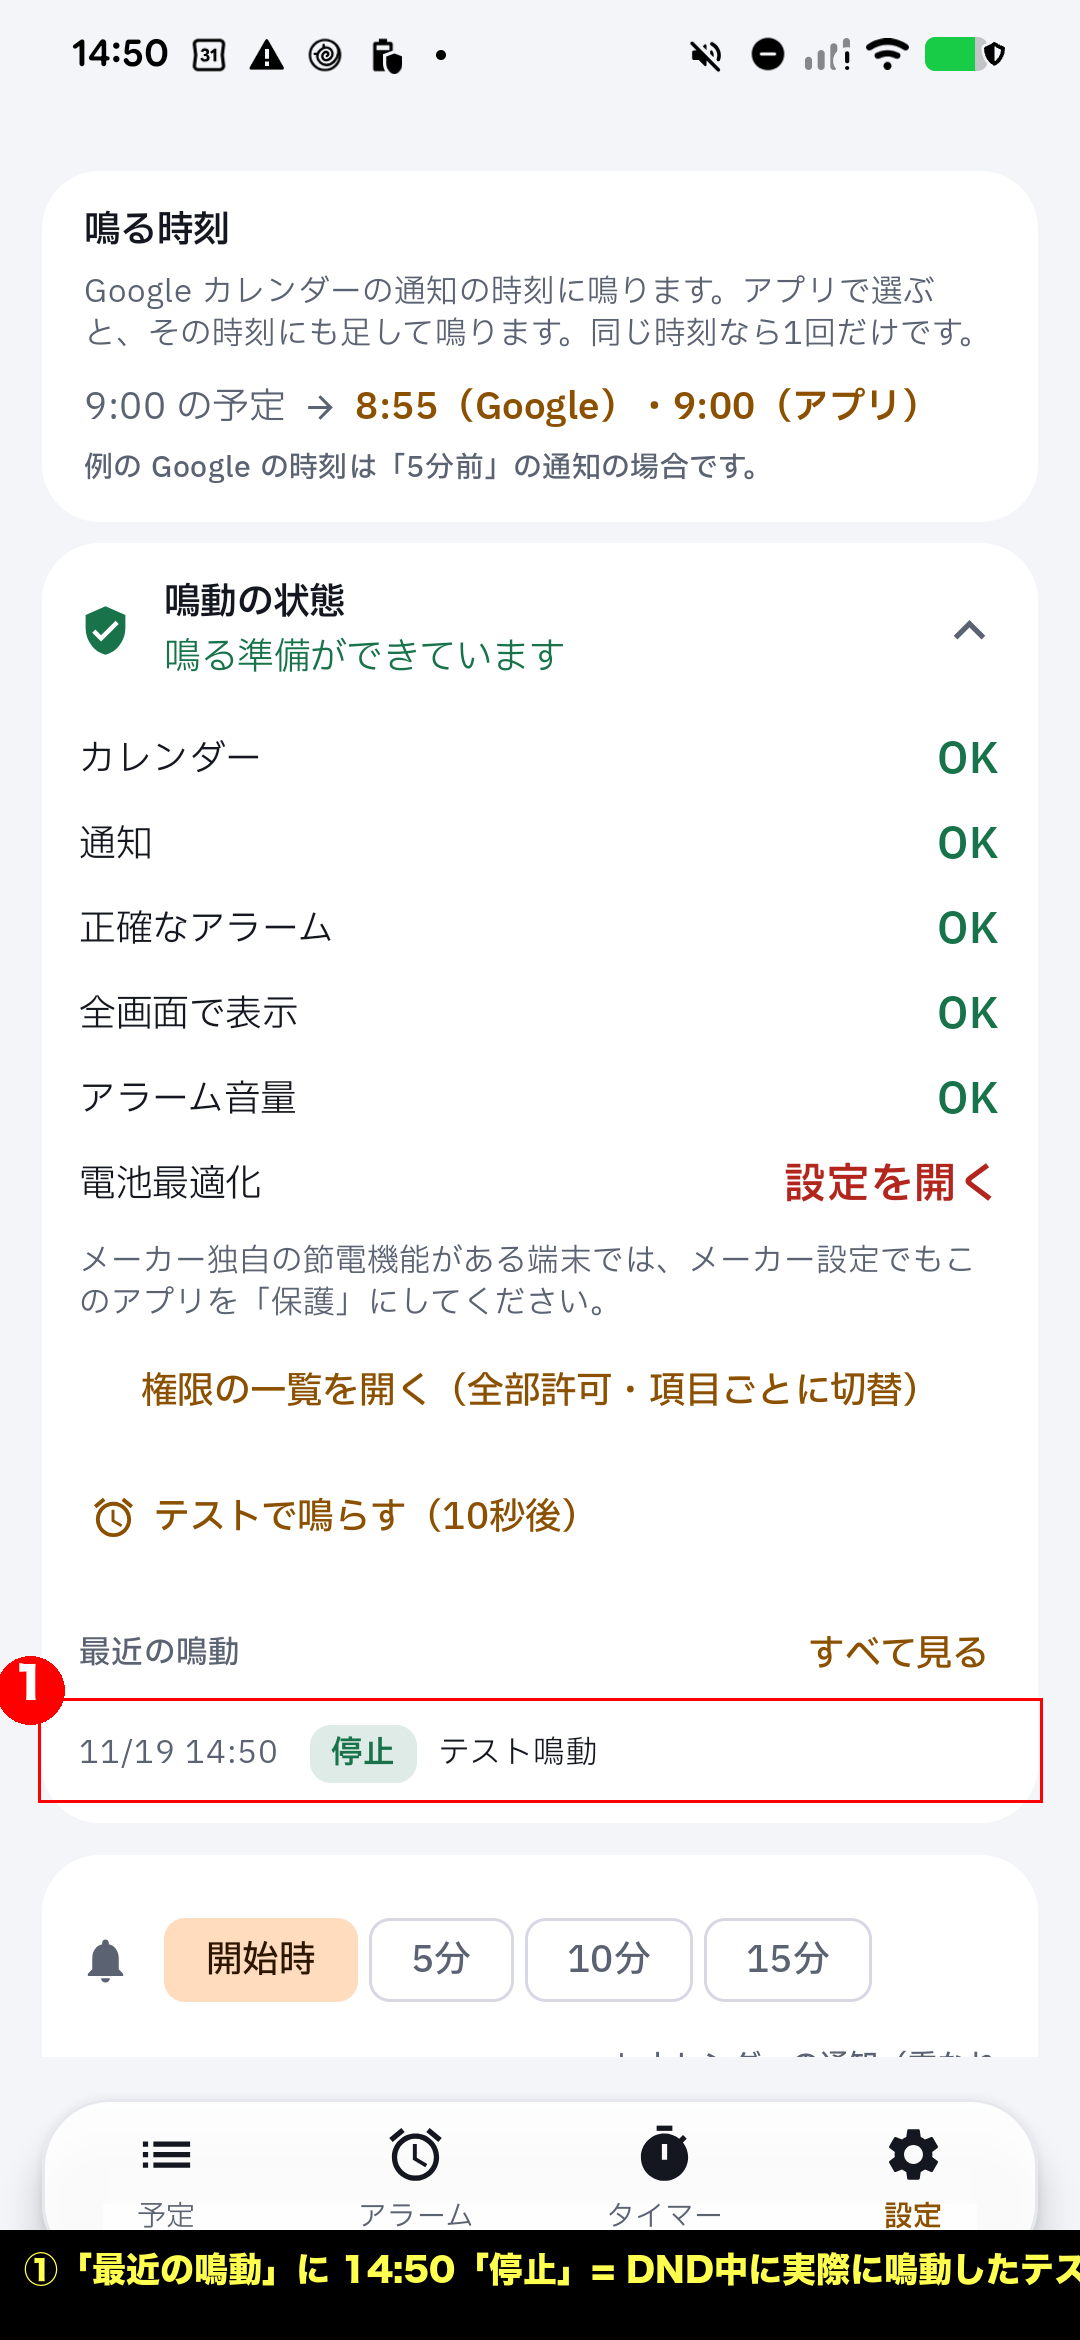 14:50 31
鳴る時刻
Google カレンダーの通知の時刻に鳴ります。アプリで選ぶ
と、その時刻にも足して鳴ります。同じ時刻なら1回だけです。
9:00 の予定 → 8:55（Google）・9:00（アプリ）
例の Google の時刻は「5分前」の通知の場合です。
鳴動の状態
鳴る準備ができています
カレンダー OK
通知 OK
正確なアラーム OK
全画面で表示 OK
アラーム音量 OK
電池最適化 設定を開く
メーカー独自の節電機能がある端末では、メーカー設定でもこ
のアプリを「保護」にしてください。
権限の一覧を開く（全部許可・項目ごとに切替）
テストで鳴らす（10秒後）
最近の鳴動 すべて見る
1
11/19 14:50 停止 テスト鳴動
開始時 5分 10分 15分
予定 アラーム タイマー 設定
①「最近の鳴動」に 14:50「停止」= DND中に実際に鳴動したテス